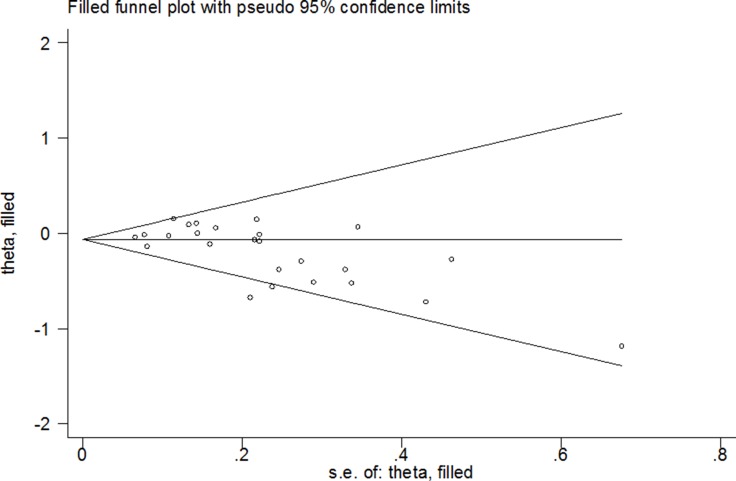 Filled funnel plot with pseudo 95% confidence limits
theta, filled
2
1
0
-1
-2
0 .2 .4 .6 .8
s.e. of: theta, filled